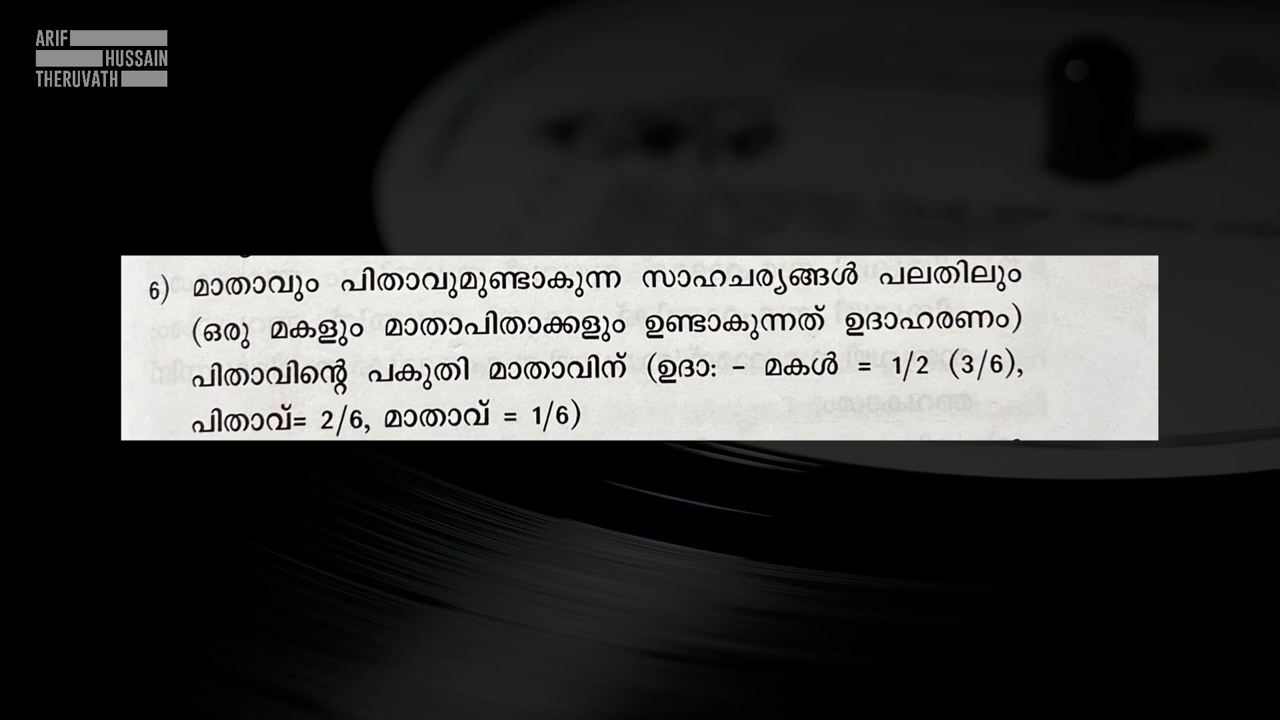 ARIF
HUSSAIN
THERUVATH
6) മാതാവും പിതാവുമുണ്ടാകുന്ന സാഹചര്യങ്ങൾ പലതിലും
(ഒരു മകളും മാതാപിതാക്കളും ഉണ്ടാകുന്നത് ഉദാഹരണം)
പിതാവിന്റെ പകുതി മാതാവിന് (ഉദാ: - മകൾ = 1/2 (3/6),
പിതാവ്= 2/6, മാതാവ് = 1/6)